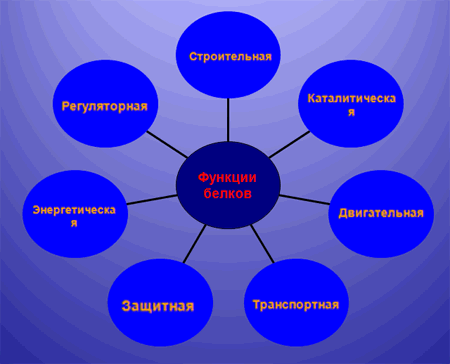 Строительная
Каталитическа
я
Двигательная
Транспортная
Защитная
Энергетическа
я
Регуляторная
Функции
белков